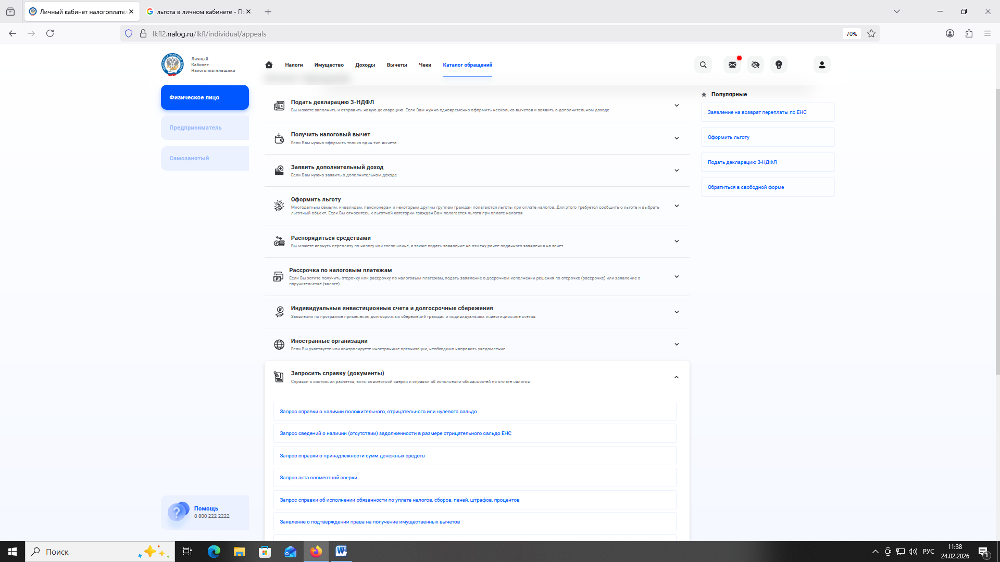 Личный кабинет налогоплате
льгота в личном кабинете - По
lkfl2.nalog.ru/lkfl/individual/appeals
70%
Личный
Кабинет
Налогоплательщика
Налоги
Имущество
Доходы
Вычеты
Чеки
Каталог обращений
Физическое лицо
Предприниматель
Самозанятый
Подать декларацию 3-НДФЛ
Вы можете заполнить и отправить новую декларацию. Если Вам нужно одновременно оформить несколько вычетов и заявить о дополнительном доходе
Получить налоговый вычет
Если Вам нужно оформить только один тип вычета
Заявить дополнительный доход
Если Вам нужно заявить о дополнительном доходе
Оформить льготу
Многодетным семьям, инвалидам, пенсионерам и некоторым другим группам граждан полагаются льготы при оплате налогов. Для этого требуется сообщить о льготе и выбрать
льготный объект. Если Вы относитесь к льготной категории граждан Вам полагается льгота при оплате налогов
Распорядиться средствами
Вы можете вернуть переплату по налогу или госпошлине, а также подать заявление на отмену ранее поданного заявления на зачет
Рассрочка по налоговым платежам
Если Вы хотите получить отсрочку или рассрочку по налоговым платежам, подать заявление о досрочном исполнении решения по отсрочке (рассрочке) или заявление о
поручительстве (залоге)
Индивидуальные инвестиционные счета и долгосрочные сбережения
Заявления по программе применения долгосрочных сбережений граждан и индивидуальных инвестиционные счетов
Иностранные организации
Если Вы участвуете или контролируете иностранные организации, необходимо направить уведомление
Запросить справку (документы)
Справки о состоянии расчетов, акты совместной сверки и справки об исполнении обязанностей по оплате налогов
Запрос справки о наличии положительного, отрицательного или нулевого сальдо
Запрос сведений о наличии (отсутствии) задолженности в размере отрицательного сальдо ЕНС
Запрос справки о принадлежности сумм денежных средств
Запрос акта совместной сверки
Запрос справки об исполнении обязанности по уплате налогов, сборов, пеней, штрафов, процентов
Заявление о подтверждении права на получение имущественных вычетов
Популярные
Заявление на возврат переплаты по ЕНС
Оформить льготу
Подать декларацию 3-НДФЛ
Обратиться в свободной форме
Помощь
8 800 222 2222
Поиск
РУС
11:38
24.02.2026
1